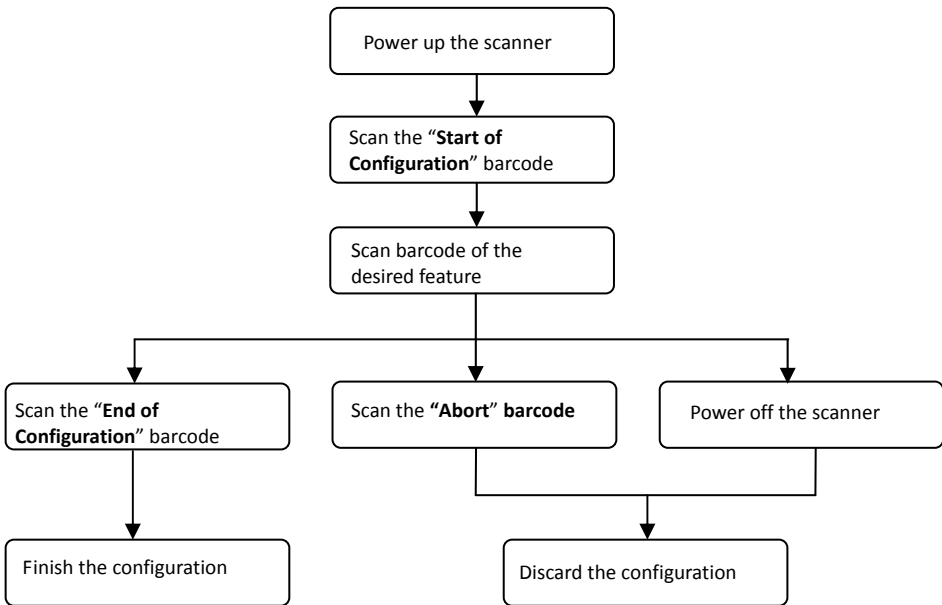 Power up the scanner
Scan the “Start of
Configuration” barcode
Scan barcode of the
desired feature
Scan the “End of
Configuration” barcode
Scan the “Abort” barcode
Power off the scanner
Finish the configuration
Discard the configuration